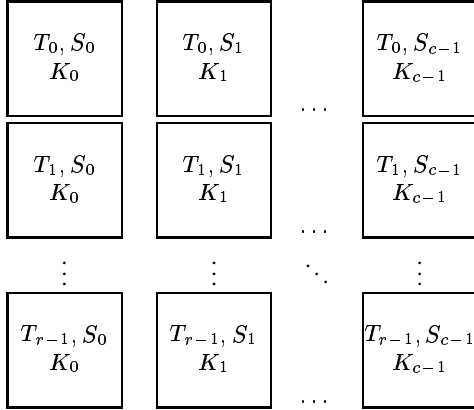 T_0, S_0 T_0, S_1 T_0, S_{c-1}
K_0 K_1 K_{c-1}
...
T_1, S_0 T_1, S_1 T_1, S_{c-1}
K_0 K_1 K_{c-1}
...
⋮ ⋮ ⋱ ⋮
T_{r-1}, S_0 T_{r-1}, S_1 T_{r-1}, S_{c-1}
K_0 K_1 K_{c-1}
...